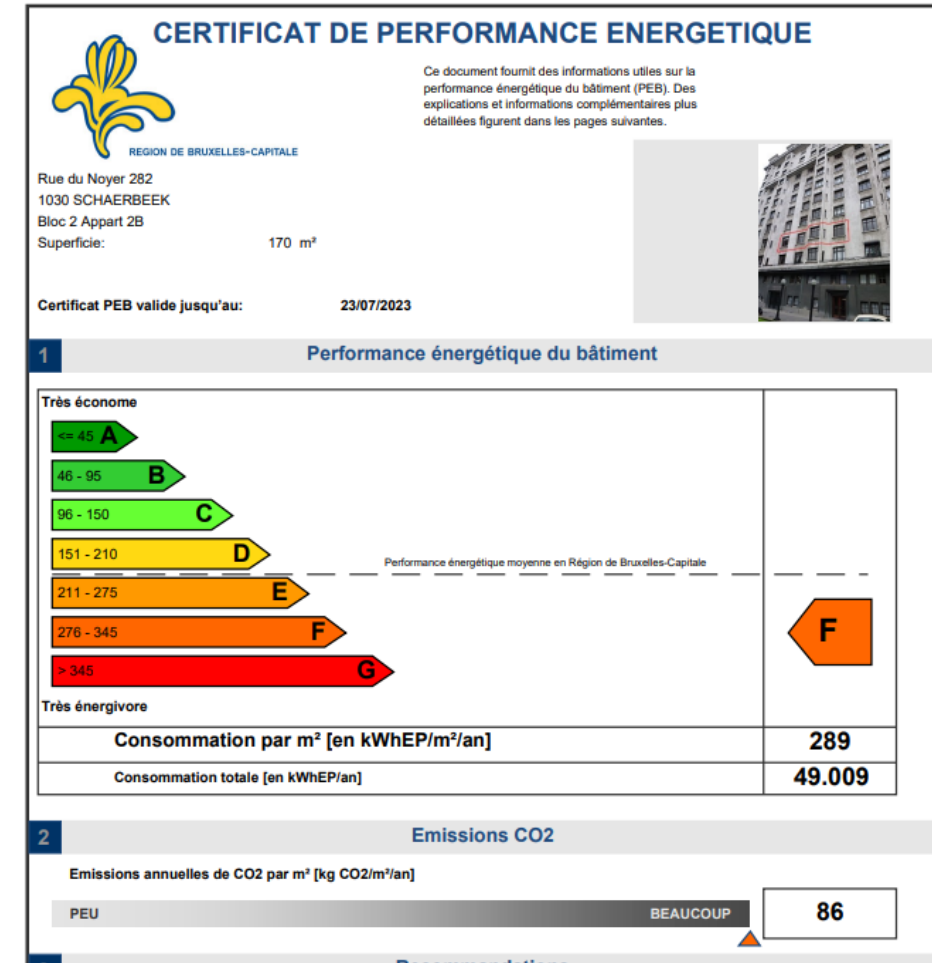 CERTIFICAT DE PERFORMANCE ENERGETIQUE
Ce document fournit des informations utiles sur la
performance énergétique du bâtiment (PEB). Des
explications et informations complémentaires plus
détaillées figurent dans les pages suivantes.
REGION DE BRUXELLES-CAPITALE
Rue du Noyer 282
1030 SCHAERBEEK
Bloc 2 Appart 2B
Superficie: 170 m²
Certificat PEB valide jusqu'au: 23/07/2023
1 Performance énergétique du bâtiment
Très économe
<= 45 A
46 - 95 B
96 - 150 C
151 - 210 D
Performance énergétique moyenne en Région de Bruxelles-Capitale
211 - 275 E
276 - 345 F
F
> 345 G
Très énergivore
Consommation par m² [en kWhEP/m²/an] 289
Consommation totale [en kWhEP/an] 49.009
2 Emissions CO2
Emissions annuelles de CO2 par m² [kg CO2/m²/an]
PEU BEAUCOUP 86